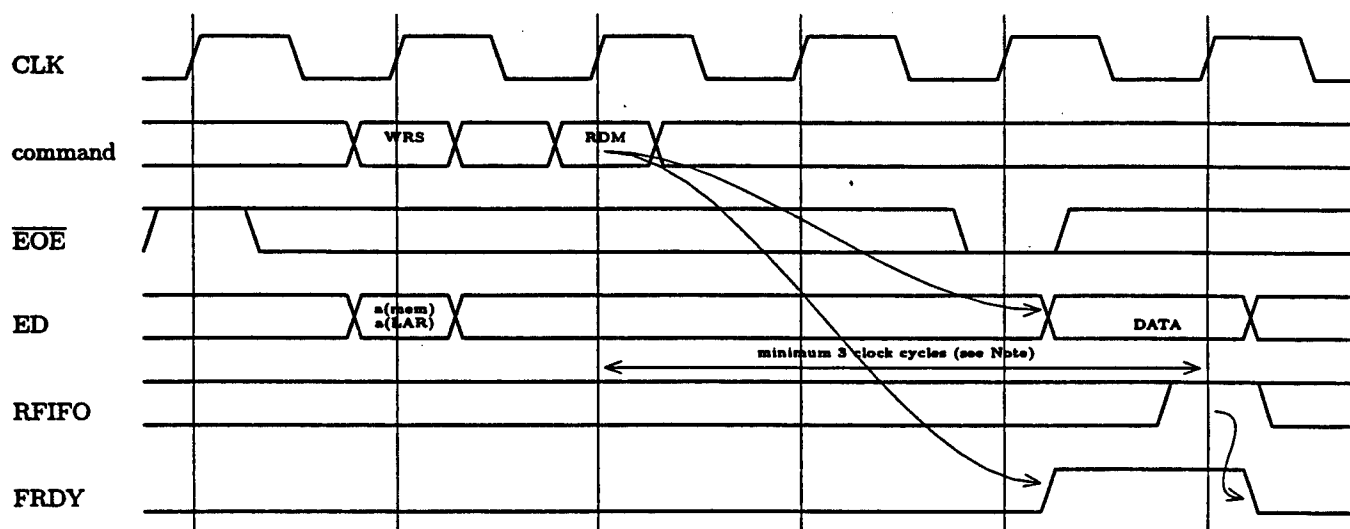 CLK
command
WRS
RDM
EOE
ED
a(mem)
a(LAR)
DATA
minimum 3 clock cycles (see Note)
RFIFO
FRDY